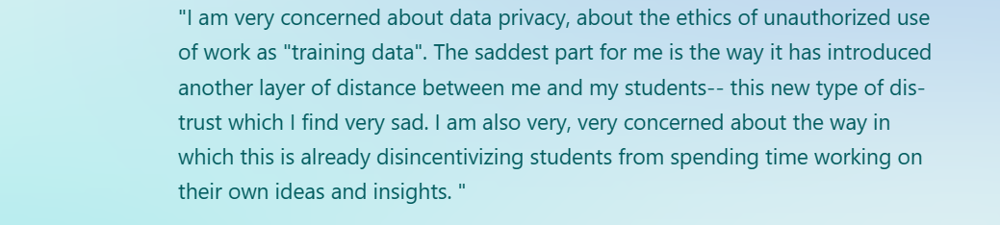 "I am very concerned about data privacy, about the ethics of unauthorized use
of work as "training data". The saddest part for me is the way it has introduced
another layer of distance between me and my students-- this new type of dis-
trust which I find very sad. I am also very, very concerned about the way in
which this is already disincentivizing students from spending time working on
their own ideas and insights. "